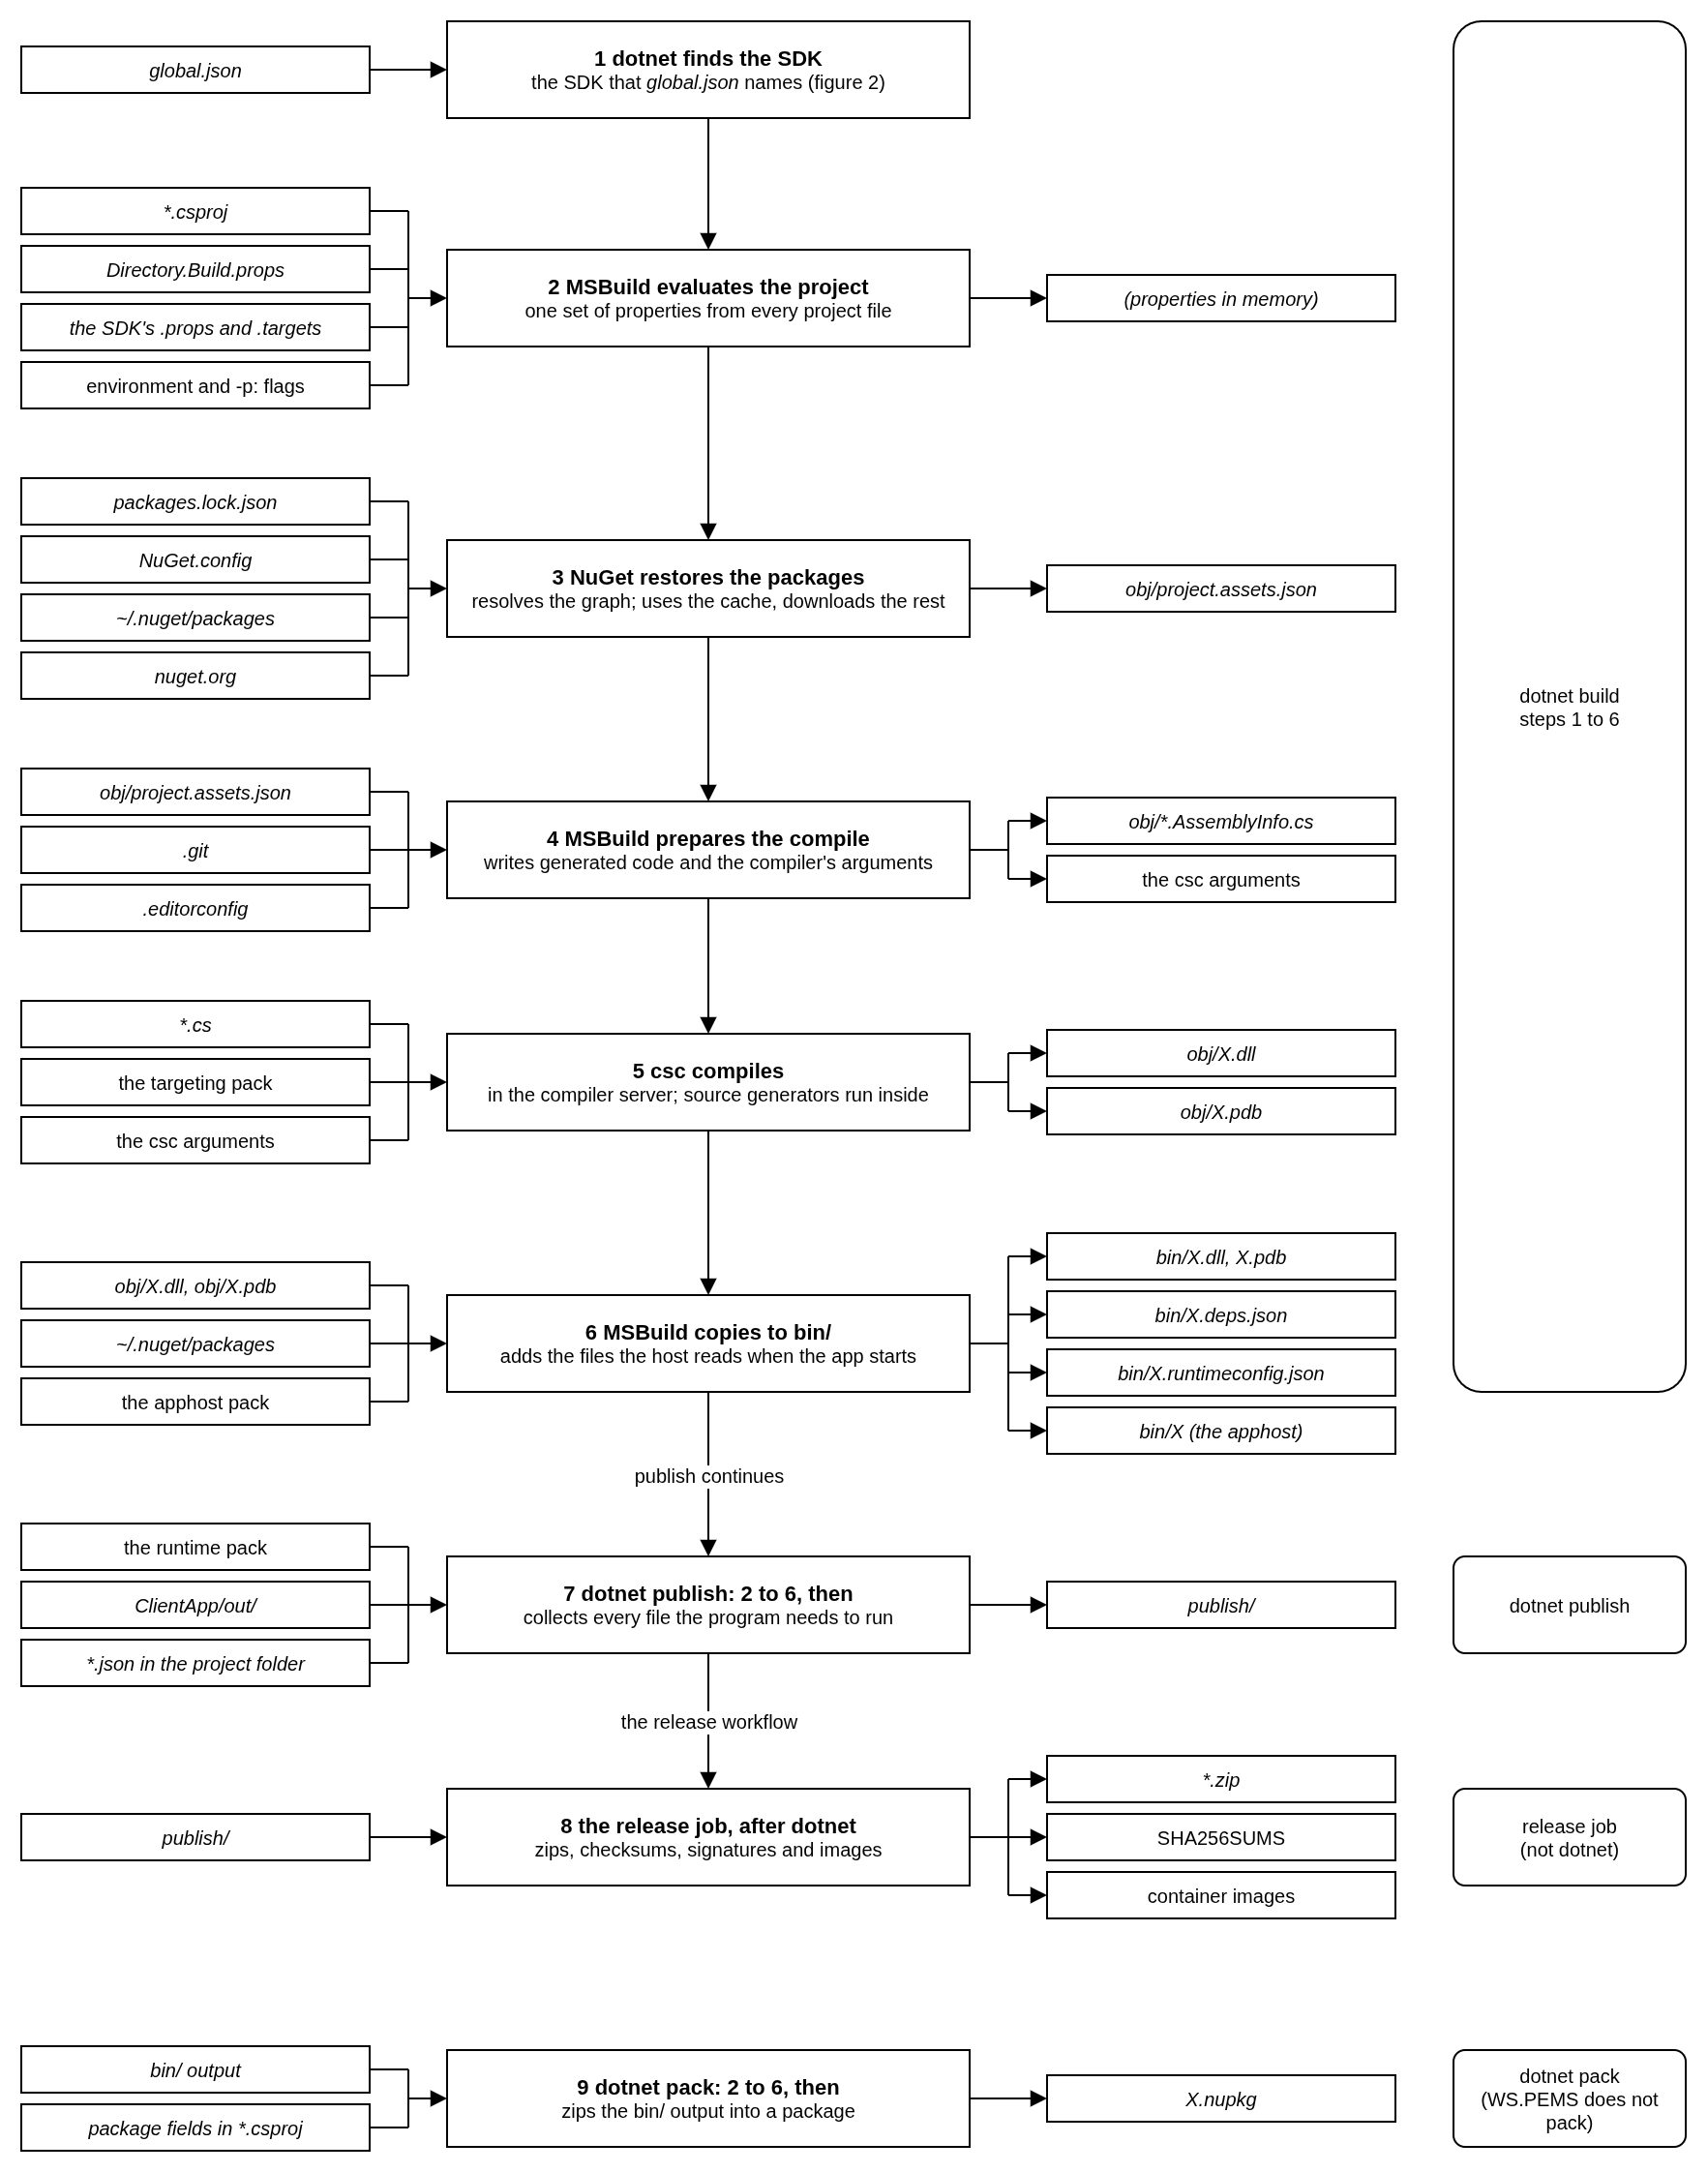 global.json
1 dotnet finds the SDK
the SDK that global.json names (figure 2)
*.csproj
Directory.Build.props
the SDK's .props and .targets
environment and -p: flags
2 MSBuild evaluates the project
one set of properties from every project file
(properties in memory)
packages.lock.json
NuGet.config
~/.nuget/packages
nuget.org
3 NuGet restores the packages
resolves the graph; uses the cache, downloads the rest
obj/project.assets.json
dotnet build
steps 1 to 6
obj/project.assets.json
.git
.editorconfig
4 MSBuild prepares the compile
writes generated code and the compiler's arguments
obj/*.AssemblyInfo.cs
the csc arguments
*.cs
the targeting pack
the csc arguments
5 csc compiles
in the compiler server; source generators run inside
obj/X.dll
obj/X.pdb
obj/X.dll, obj/X.pdb
~/.nuget/packages
the apphost pack
6 MSBuild copies to bin/
adds the files the host reads when the app starts
bin/X.dll, X.pdb
bin/X.deps.json
bin/X.runtimeconfig.json
bin/X (the apphost)
publish continues
the runtime pack
ClientApp/out/
*.json in the project folder
7 dotnet publish: 2 to 6, then
collects every file the program needs to run
publish/
dotnet publish
the release workflow
publish/
8 the release job, after dotnet
zips, checksums, signatures and images
*.zip
SHA256SUMS
container images
release job
(not dotnet)
bin/ output
package fields in *.csproj
9 dotnet pack: 2 to 6, then
zips the bin/ output into a package
X.nupkg
dotnet pack
(WS.PEMS does not
pack)